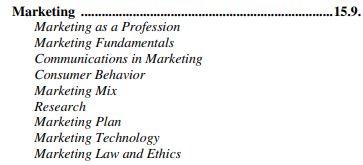 Marketing ........................................................................15.9.
Marketing as a Profession
Marketing Fundamentals
Communications in Marketing
Consumer Behavior
Marketing Mix
Research
Marketing Plan
Marketing Technology
Marketing Law and Ethics